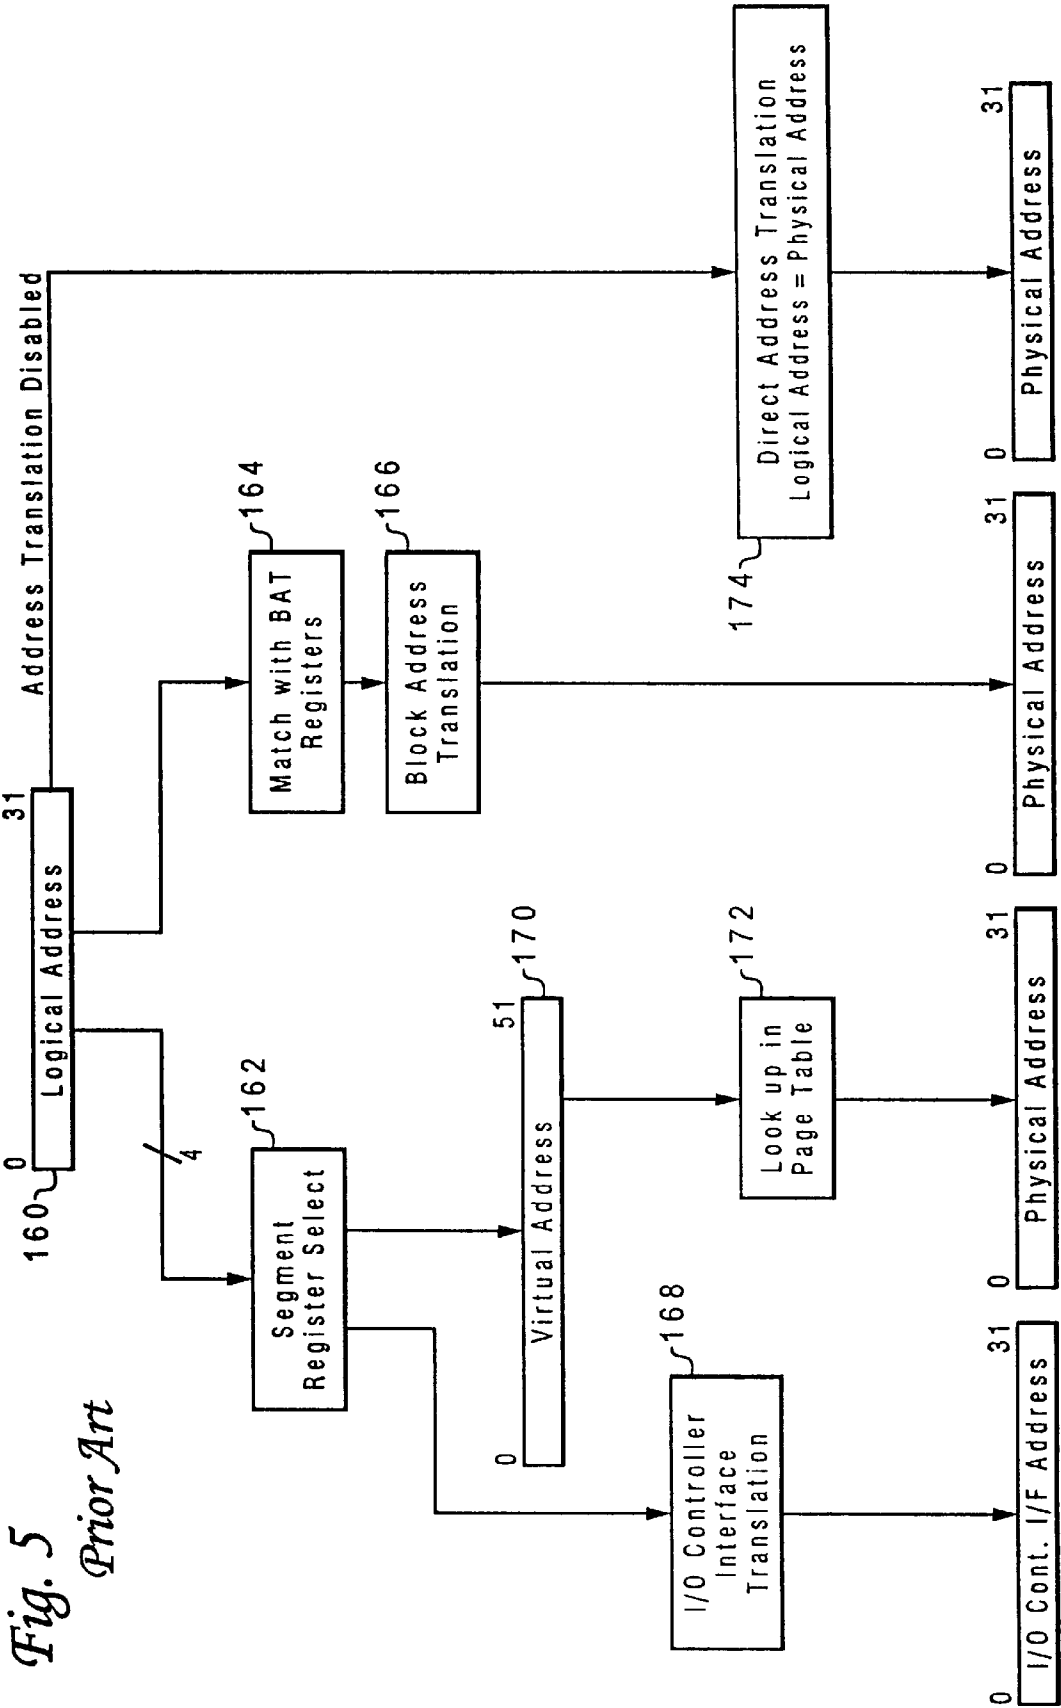 Fig. 5
Prior Art
0 31
160
Logical Address
Address Translation Disabled
4
162
Segment
Register Select
164
Match with BAT
Registers
166
Block Address
Translation
0 51
170
Virtual Address
168
I/O Controller
Interface
Translation
172
Look up in
Page Table
174
Direct Address Translation
Logical Address = Physical Address
0 31
I/O Cont. I/F Address
0 31
Physical Address
0 31
Physical Address
0 31
Physical Address